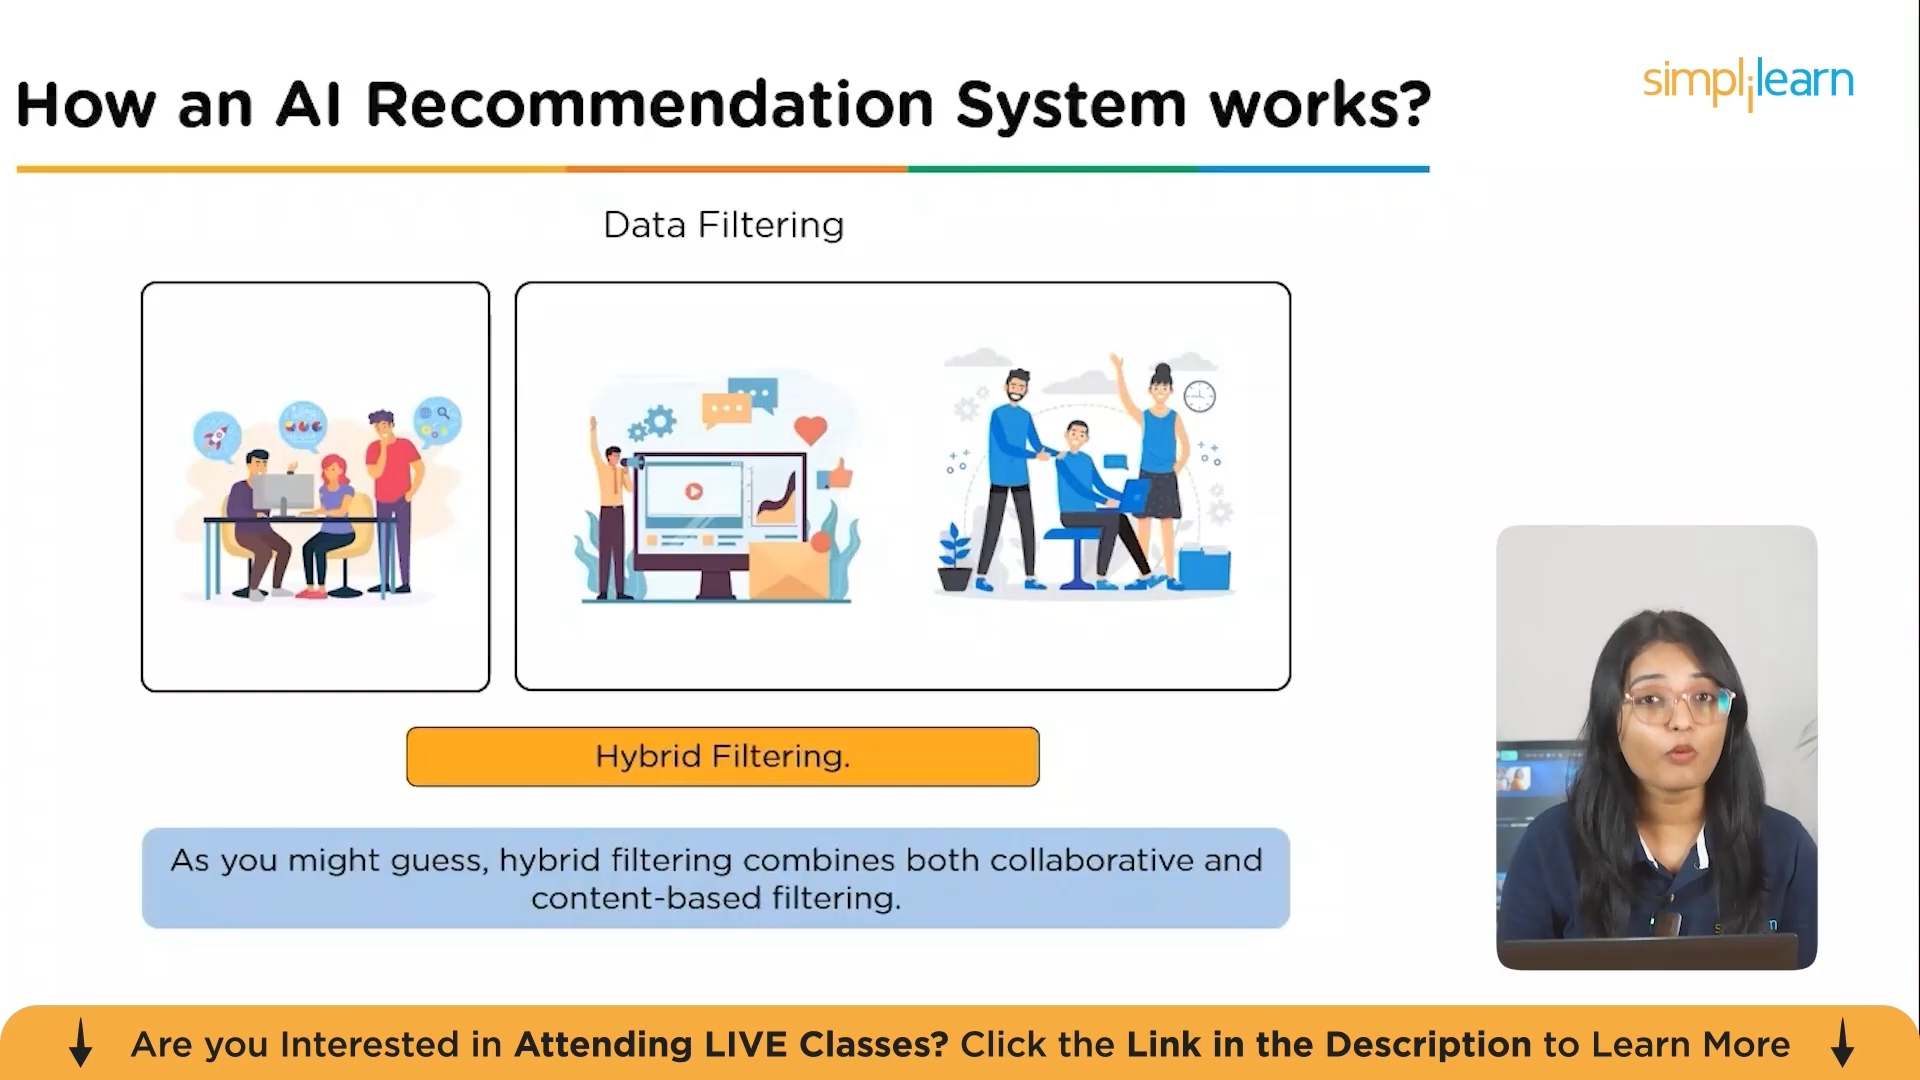 How an AI Recommendation System works?
simplilearn
Data Filtering
Hybrid Filtering.
As you might guess, hybrid filtering combines both collaborative and
content-based filtering.
Are you Interested in Attending LIVE Classes? Click the Link in the Description to Learn More